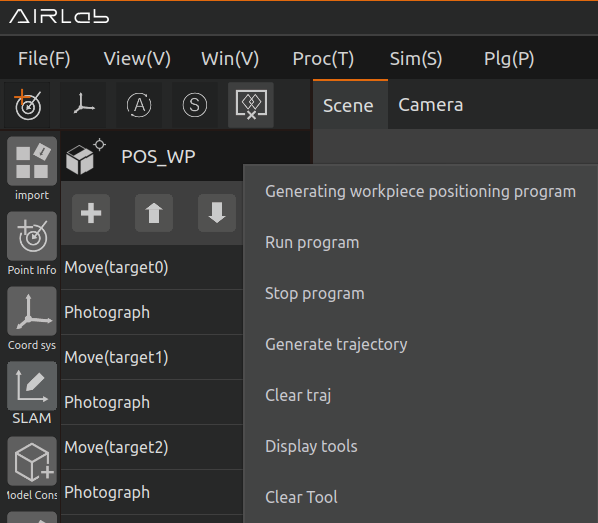 AIRLab
File(F) View(V) Win(V) Proc(T) Sim(S) Plg(P)
A S Scene Camera
import
POS_WP
Generating workpiece positioning program
Point Info
Run program
Move(target0)
Stop program
Photograph
Coord sys
Generate trajectory
Move(target1)
Clear traj
Photograph
SLAM
Display tools
Move(target2)
Model Cons
Photograph
Clear Tool